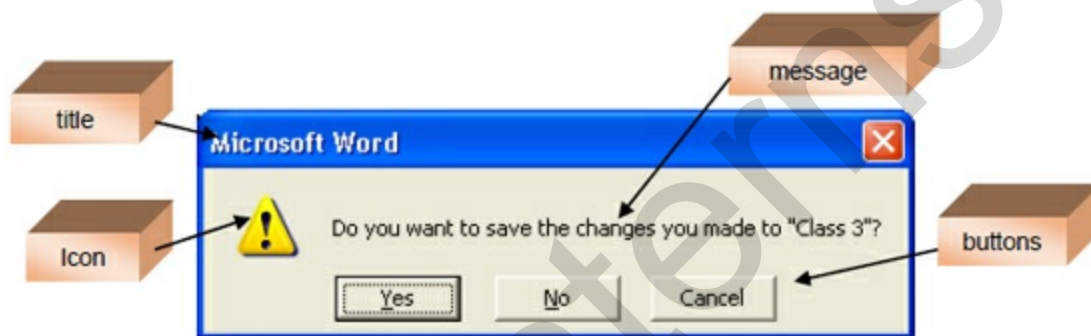 message
title
Microsoft Word
Do you want to save the changes you made to "Class 3"?
Icon
buttons
Yes
No
Cancel